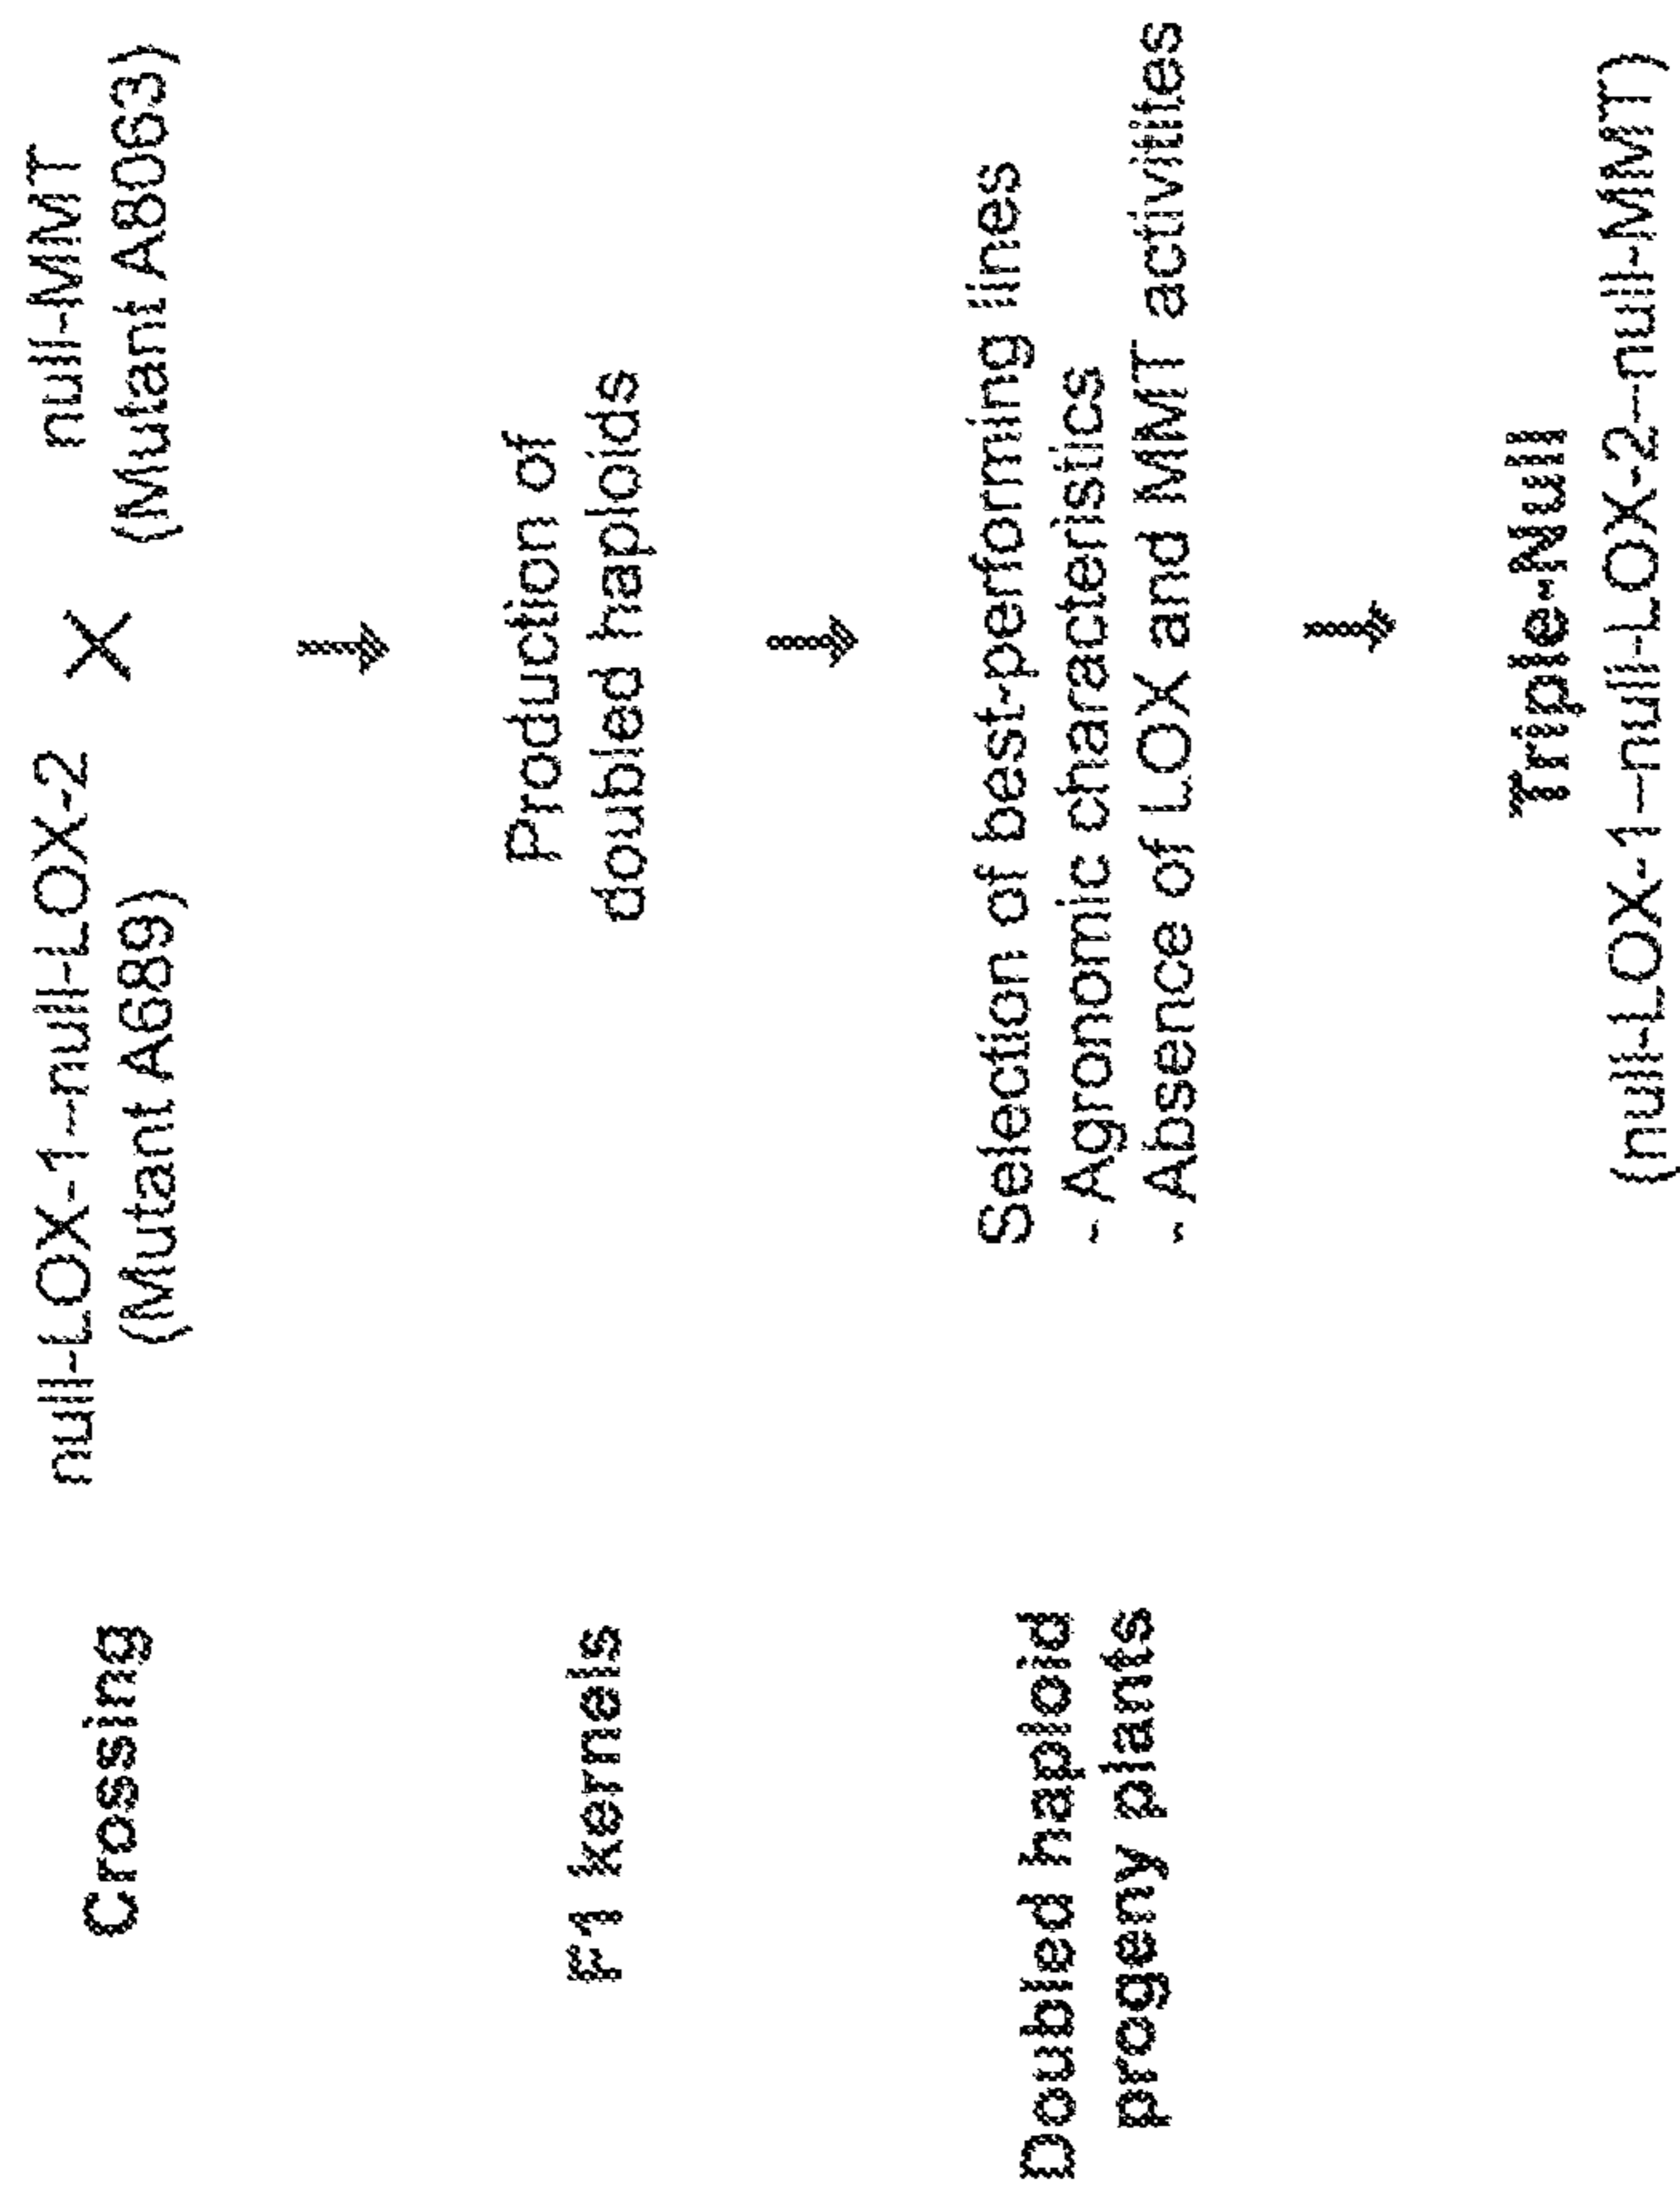 Crossing
null-LOX-1--null-LOX-2 X null-MMT
(Mutant A689) (Mutant A8063)
F1 kernels
Production of
doubled haploids
Doubled haploid
progeny plants
Selection of best-performing lines
- Agronomic characteristics
- Absence of LOX and MMT activities
Triple-Null
(null-LOX-1--null-LOX-2--null-MMT)